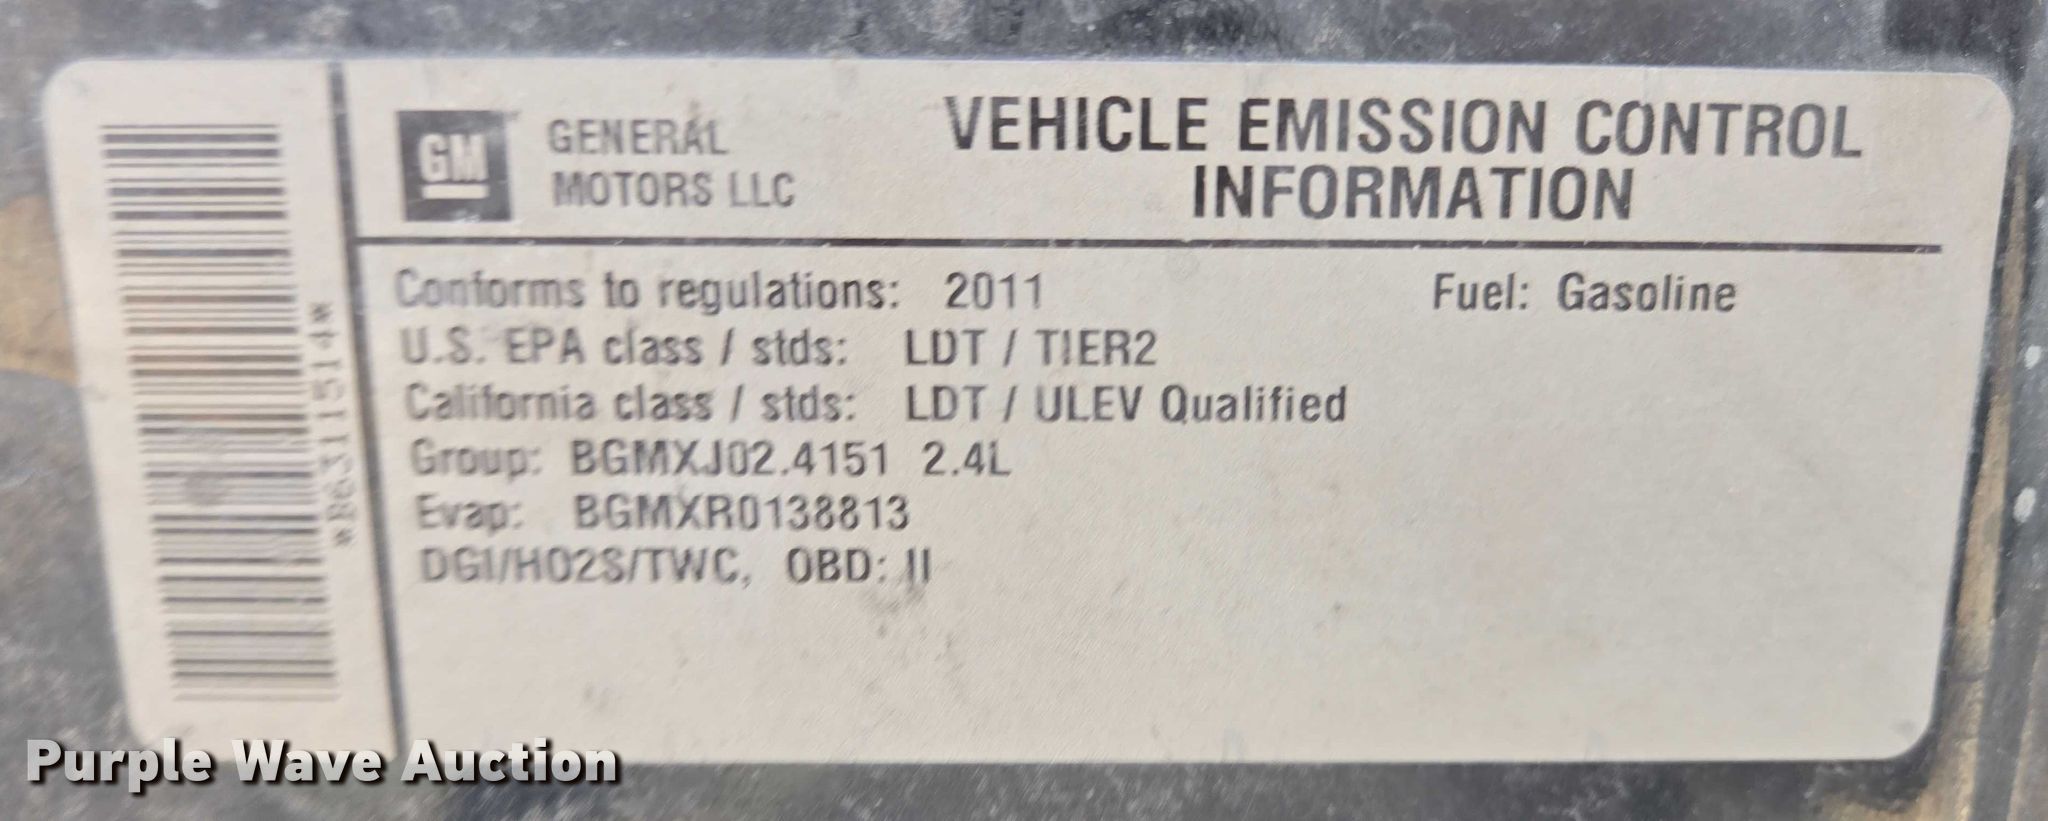 GM
GENERAL
MOTORS LLC
VEHICLE EMISSION CONTROL
INFORMATION
Conforms to regulations: 2011 Fuel: Gasoline
U.S. EPA class / stds: LDT / TIER2
California class / stds: LDT / ULEV Qualified
Group: BGMXJ02.4151 2.4L
Evap: BGMXR0138813
DGI/HO2S/TWC, OBD: II
*B63115514*
Purple Wave Auction